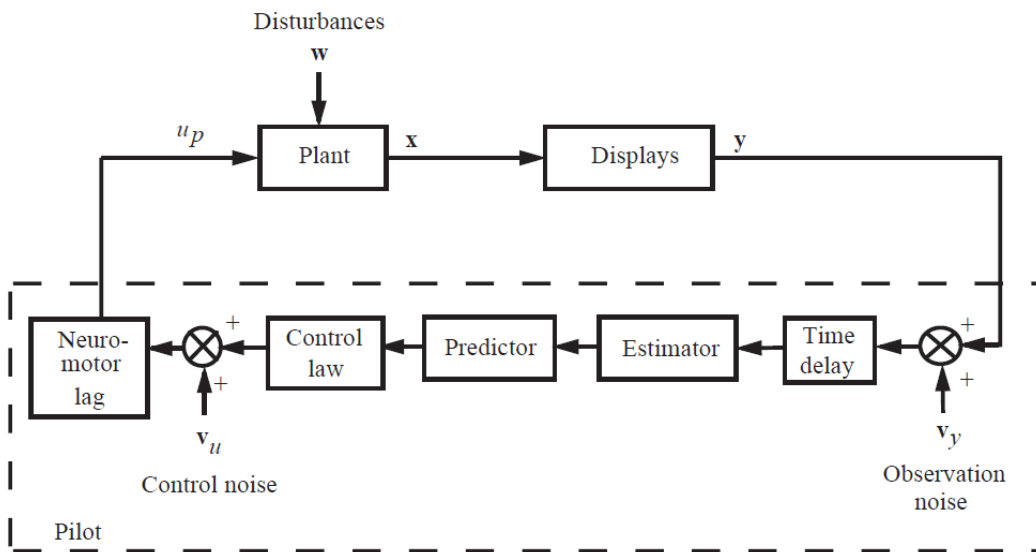 Disturbances
w
u_p
Plant
x
Displays
y
Neuro-
motor
lag
+
+
Control
law
Predictor
Estimator
Time
delay
+
+
v_u
Control noise
v_y
Observation
noise
Pilot